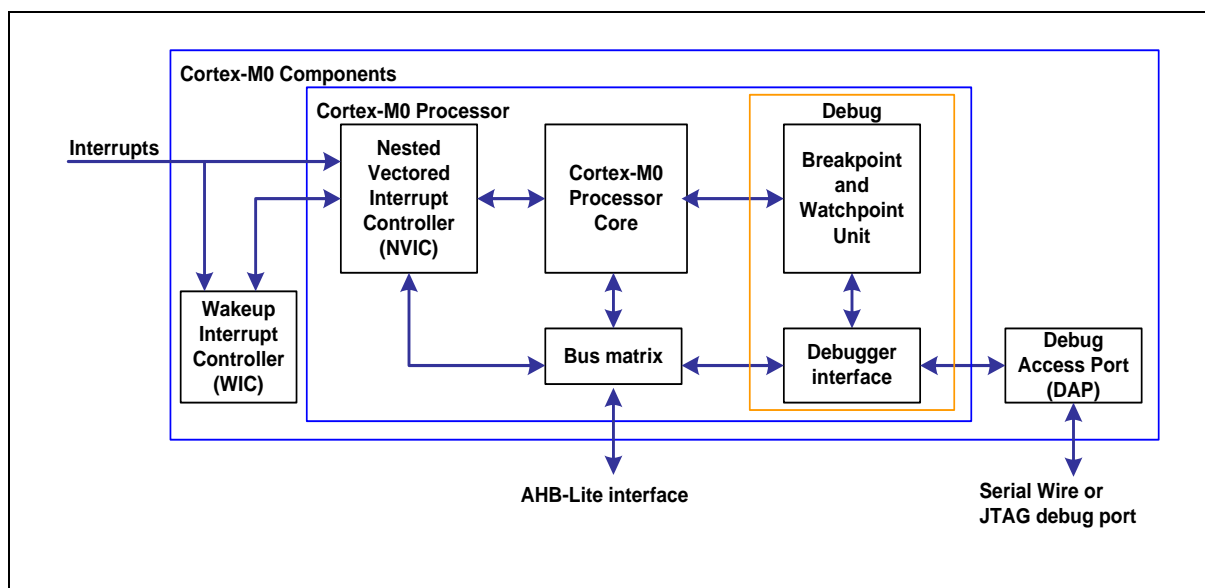 Cortex-M0 Components
Cortex-M0 Processor
Debug
Interrupts
Nested
Vectored
Interrupt
Controller
(NVIC)
Cortex-M0
Processor
Core
Breakpoint
and
Watchpoint
Unit
Wakeup
Interrupt
Controller
(WIC)
Bus matrix
Debugger
interface
Debug
Access Port
(DAP)
AHB-Lite interface
Serial Wire or
JTAG debug port